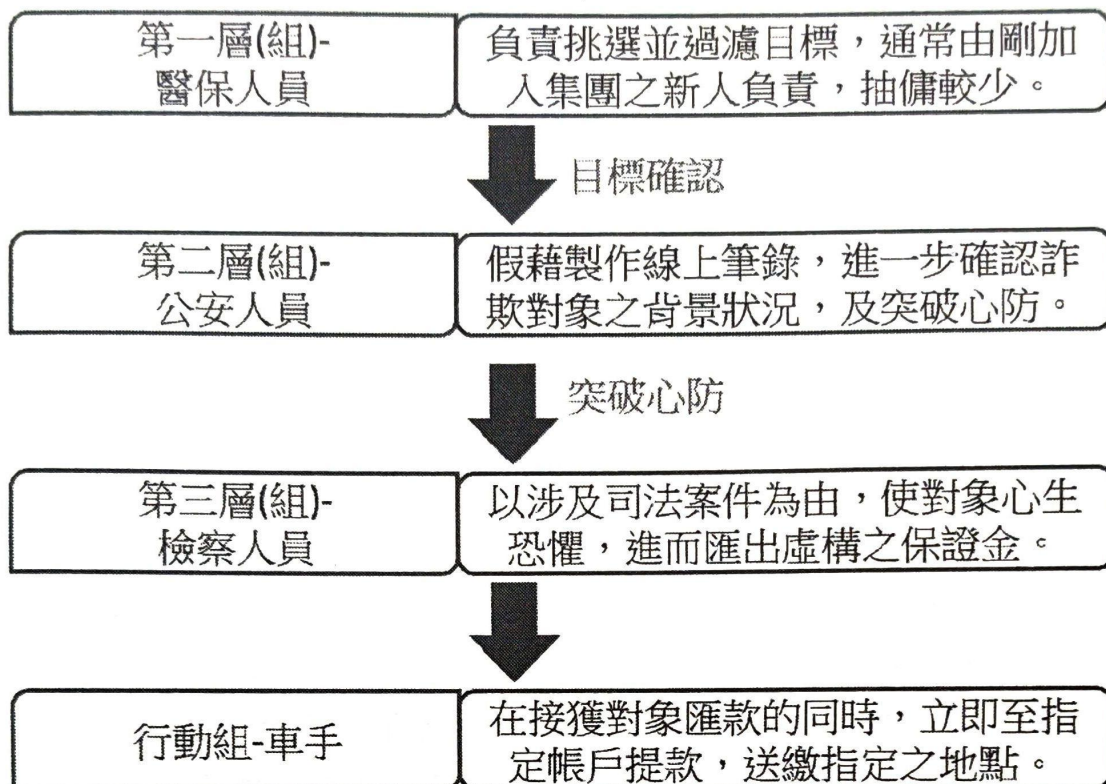 第一層(組)-
醫保人員
負責挑選並過濾目標，通常由剛加
入集團之新人負責，抽傭較少。
目標確認
第二層(組)-
公安人員
假藉製作線上筆錄，進一步確認詐
欺對象之背景狀況，及突破心防。
突破心防
第三層(組)-
檢察人員
以涉及司法案件為由，使對象心生
恐懼，進而匯出虛構之保證金。
行動組-車手
在接獲對象匯款的同時，立即至指
定帳戶提款，送繳指定之地點。